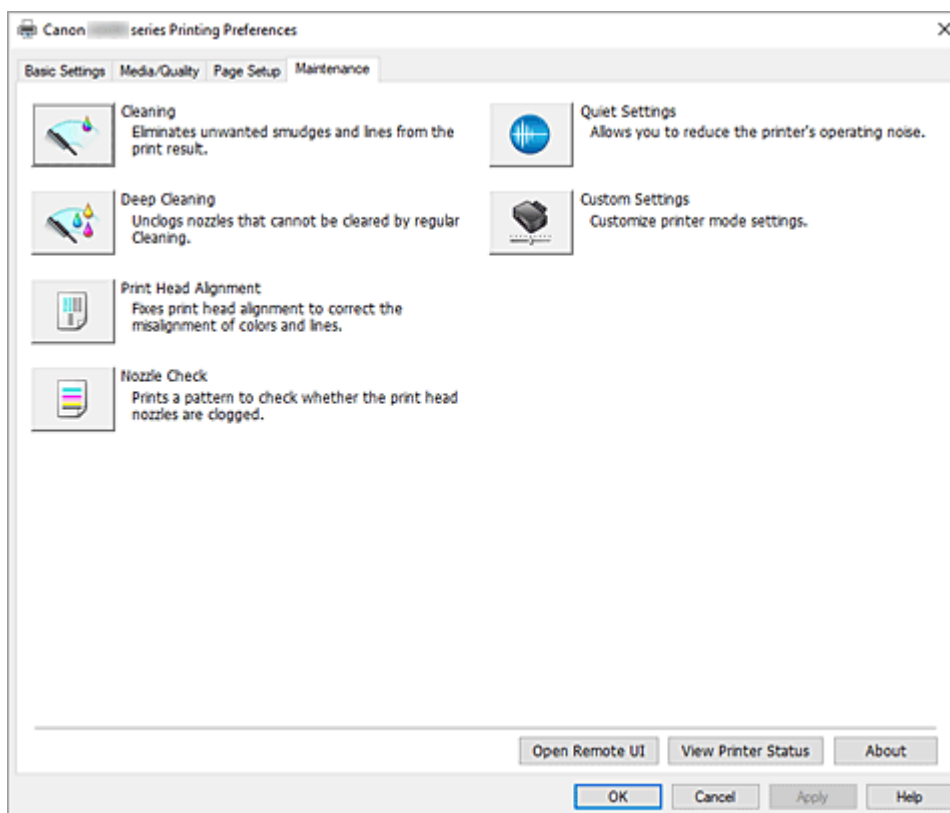 Canon series Printing Preferences
Basic Settings Media/Quality Page Setup Maintenance
Cleaning
Eliminates unwanted smudges and lines from the
print result.
Deep Cleaning
Unclogs nozzles that cannot be cleared by regular
Cleaning.
Print Head Alignment
Fixes print head alignment to correct the
misalignment of colors and lines.
Nozzle Check
Prints a pattern to check whether the print head
nozzles are clogged.
Quiet Settings
Allows you to reduce the printer's operating noise.
Custom Settings
Customize printer mode settings.
Open Remote UI View Printer Status About
OK Cancel Apply Help